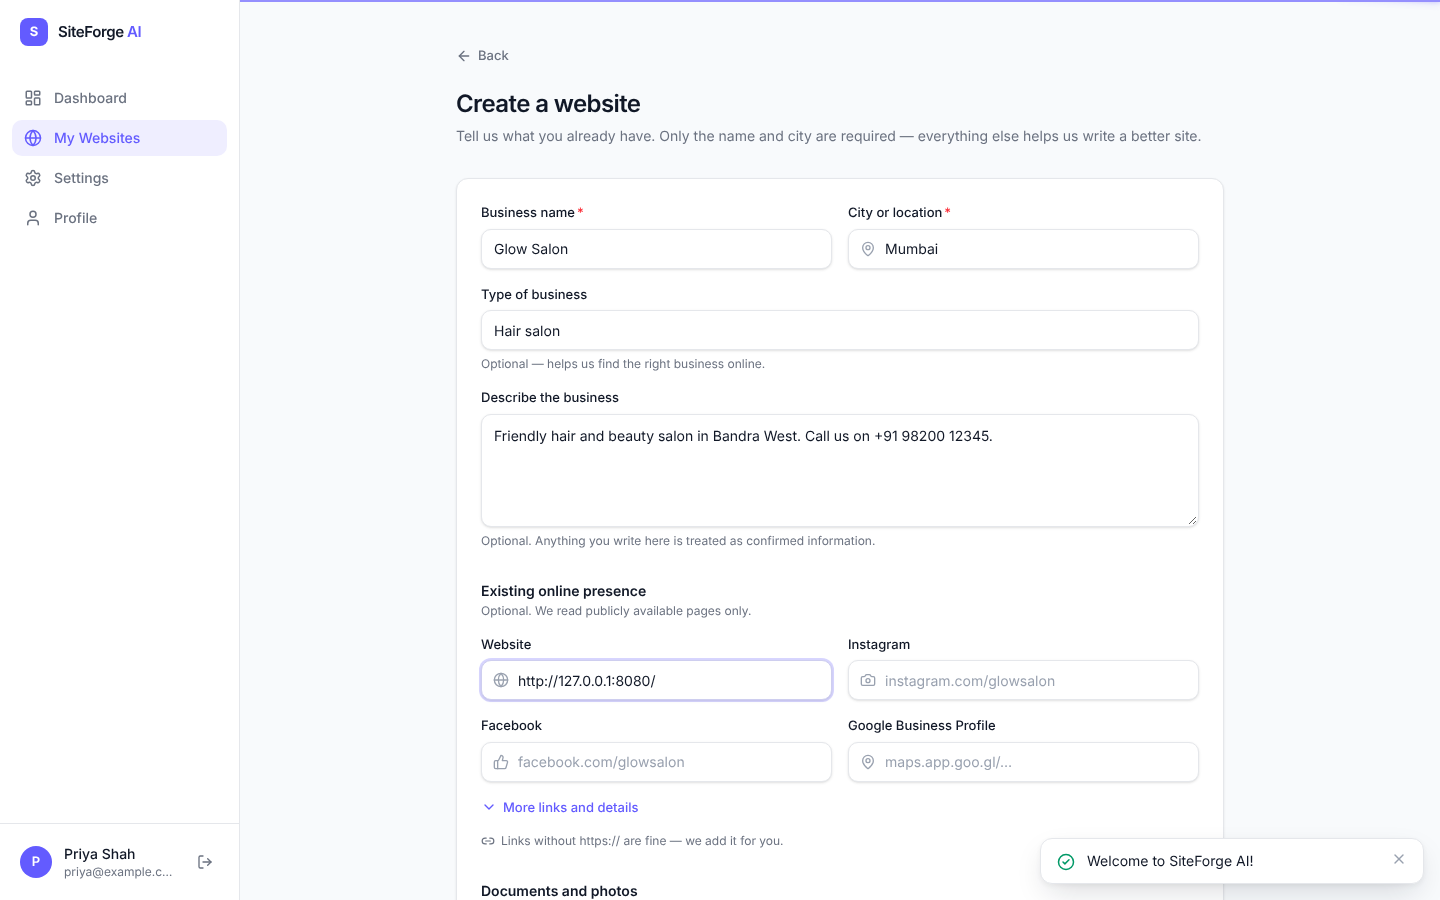 S SiteForge AI
Dashboard
My Websites
Settings
Profile
Back
Create a website
Tell us what you already have. Only the name and city are required — everything else helps us write a better site.
Business name*
City or location*
Glow Salon
Mumbai
Type of business
Hair salon
Optional — helps us find the right business online.
Describe the business
Friendly hair and beauty salon in Bandra West. Call us on +91 98200 12345.
Optional. Anything you write here is treated as confirmed information.
Existing online presence
Optional. We read publicly available pages only.
Website
Instagram
http://127.0.0.1:8080/
instagram.com/glowsalon
Facebook
Google Business Profile
facebook.com/glowsalon
maps.app.goo.gl/...
More links and details
Links without https:// are fine — we add it for you.
Documents and photos
P
Priya Shah
priya@example.c...
Welcome to SiteForge AI!